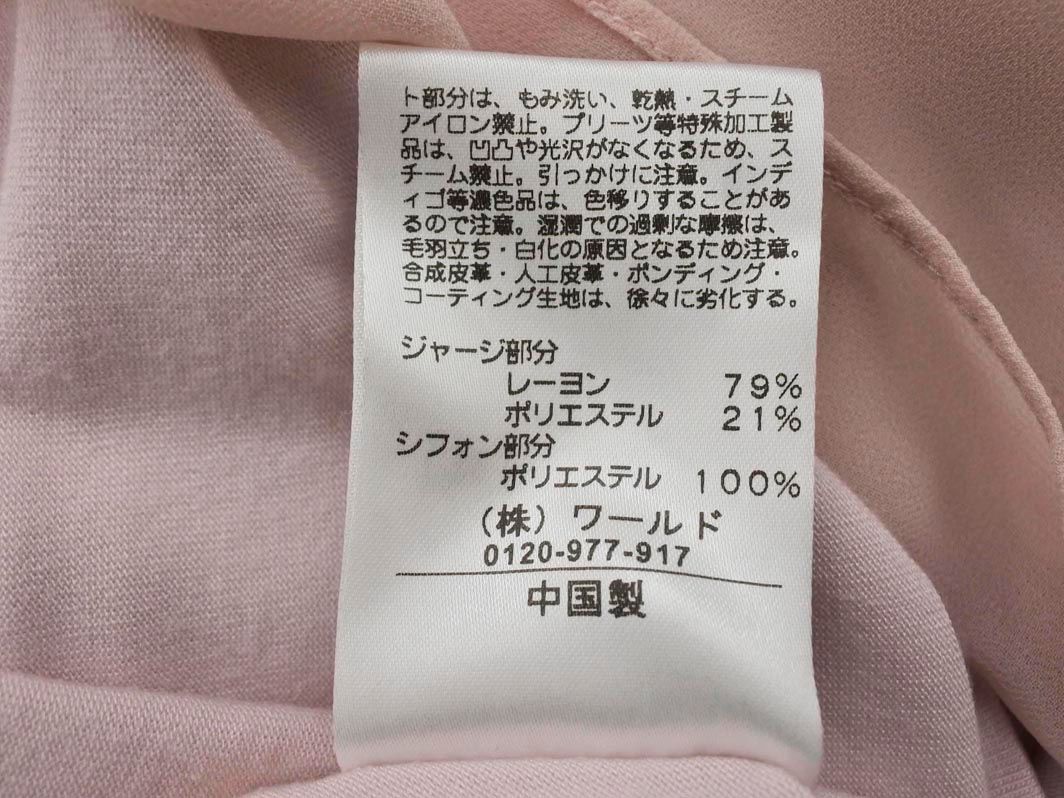 ト部分は、もみ洗い、乾熱・スチーム
アイロン禁止。プリーツ等特殊加工製
品は、凹凸や光沢がなくなるため、ス
チーム禁止。引っかけに注意。インデ
ィゴ等濃色品は、色移りすることがあ
るので注意。湿潤での過剰な摩擦は、
毛羽立ち・白化の原因となるため注意。
合成皮革・人工皮革・ボンディング・
コーティング生地は、徐々に劣化する。
ジャージ部分
レーヨン 79%
ポリエステル 21%
シフォン部分
ポリエステル 100%
(株)ワールド
0120-977-917
中国製